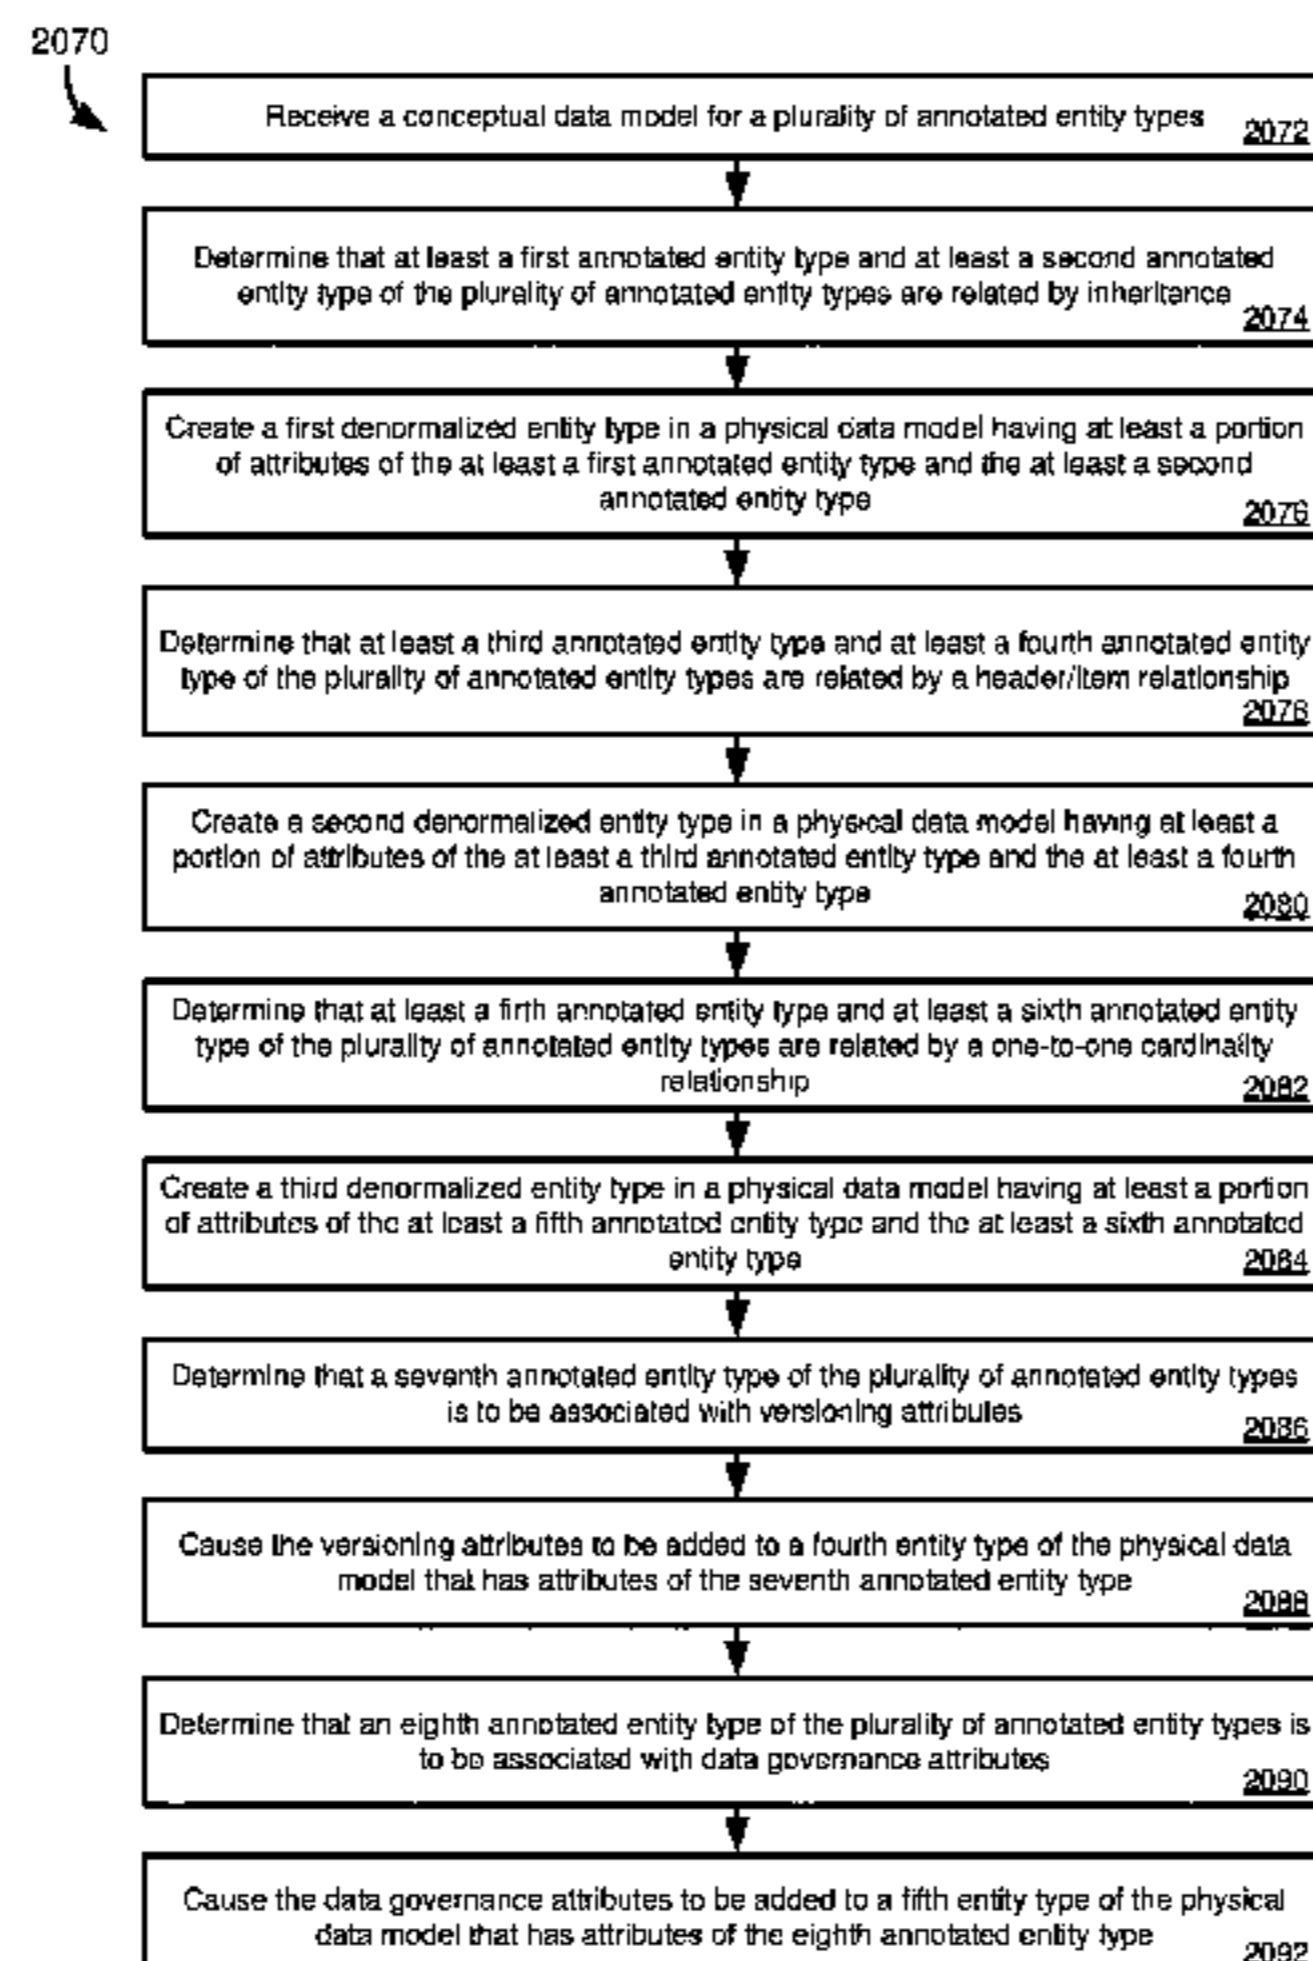 2070
Receive a conceptual data model for a plurality of annotated entity types
2072
Determine that at least a first annotated entity type and at least a second annotated
entity type of the plurality of annotated entity types are related by inheritance
2074
Create a first denormalized entity type in a physical data model having at least a portion
of attributes of the at least a first annotated entity type and the at least a second
annotated entity type
2076
Determine that at least a third annotated entity type and at least a fourth annotated entity
type of the plurality of annotated entity types are related by a header/item relationship
2078
Create a second denormalized entity type in a physical data model having at least a
portion of attributes of the at least a third annotated entity type and the at least a fourth
annotated entity type
2080
Determine that at least a firth annotated entity type and at least a sixth annotated entity
type of the plurality of annotated entity types are related by a one-to-one cardinality
relationship
2082
Create a third denormalized entity type in a physical data model having at least a portion
of attributes of the at least a fifth annotated entity type and the at least a sixth annotated
entity type
2084
Determine that a seventh annotated entity type of the plurality of annotated entity types
is to be associated with versioning attributes
2086
Cause the versioning attributes to be added to a fourth entity type of the physical data
model that has attributes of the seventh annotated entity type
2088
Determine that an eighth annotated entity type of the plurality of annotated entity types is
to be associated with data governance attributes
2090
Cause the data governance attributes to be added to a fifth entity type of the physical
data model that has attributes of the eighth annotated entity type
2092